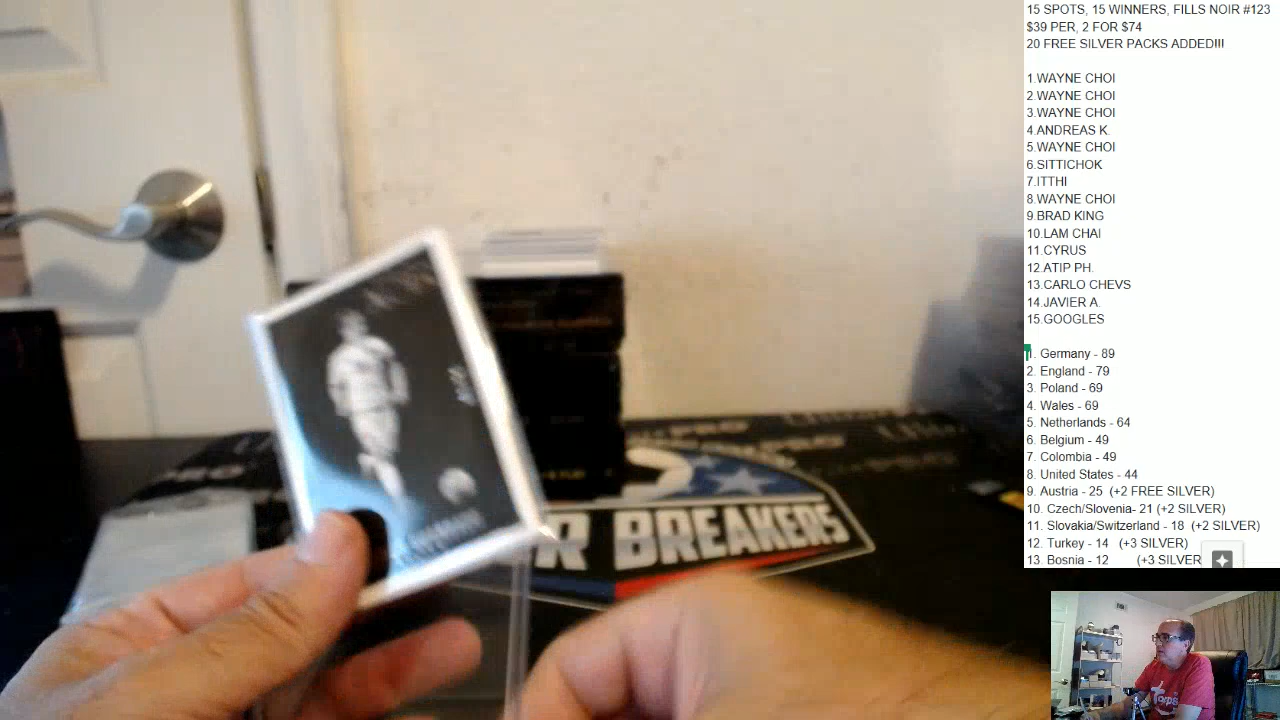 15 SPOTS, 15 WINNERS, FILLS NOIR #123
$39 PER, 2 FOR $74
20 FREE SILVER PACKS ADDED!!!
1.WAYNE CHOI
2.WAYNE CHOI
3.WAYNE CHOI
4.ANDREAS K.
5.WAYNE CHOI
6.SITTICHOK
7.ITTHI
8.WAYNE CHOI
9.BRAD KING
10.LAM CHAI
11.CYRUS
12.ATIP PH.
13.CARLO CHEVS
14.JAVIER A.
15.GOOGLES
1. Germany - 89
2. England - 79
3. Poland - 69
4. Wales - 69
5. Netherlands - 64
6. Belgium - 49
7. Colombia - 49
8. United States - 44
9. Austria - 25 (+2 FREE SILVER)
10. Czech/Slovenia- 21 (+2 SILVER)
11. Slovakia/Switzerland - 18 (+2 SILVER)
12. Turkey - 14 (+3 SILVER)
13. Bosnia - 12 (+3 SILVER
R BREAKERS